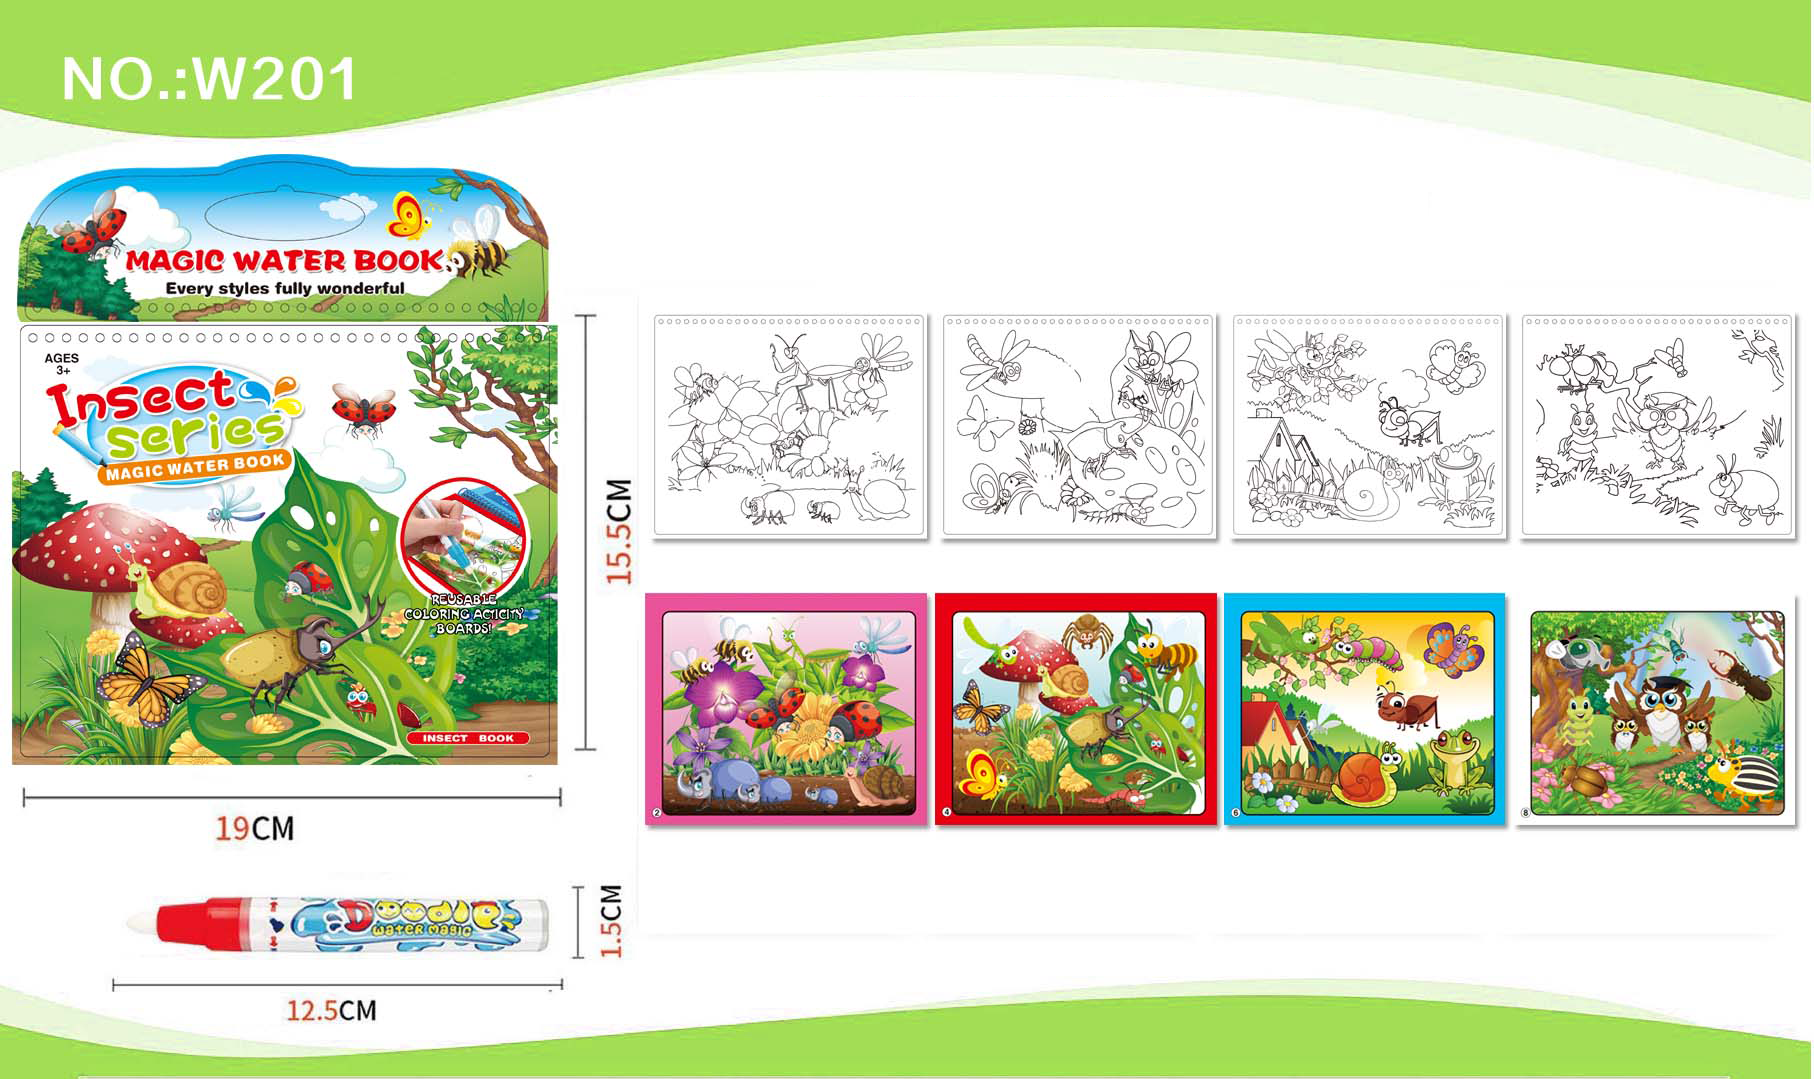 NO.:W201
MAGIC WATER BOOK
Every styles fully wonderful
AGES
3+
Insect
series
MAGIC WATER BOOK
REUSABLE
COLORING ACTICITY
BOARDS!
INSECT BOOK
15.5CM
19CM
Doodle
water magic
1.5CM
12.5CM
2
4
6
8